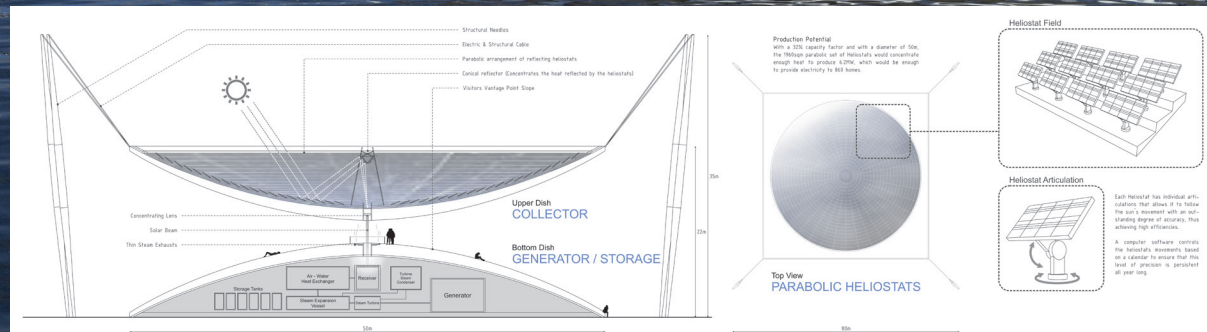 Structural Needles
Electric & Structural Cable
Parabolic arrangement of reflecting heliostats
Conical reflector (Concentrates the heat reflected by the heliostats)
Visitors Vantage Point Slope
Concentrating Lens
Solar Beam
Thin Steam Exhausts
Upper Dish
COLLECTOR
Bottom Dish
GENERATOR / STORAGE
Storage Tanks
Air - Water
Heat Exchanger
Receiver
Turbine
Steam
Condensed
Steam Expansion
Vessel
Steam Turbine
Generator
50m
35m
22m
Production Potential
With a 32% capacity factor and with a diameter of 50m,
the 1960sqm parabolic set of Heliostats would concentrate
enough heat to produce
which would be enough
to provide electricity to 860 homes.
Top View
PARABOLIC HELIOSTATS
80m
Heliostat Field
Heliostat Articulation
Each Heliostat has individual arti-
culations that allows it to follow
the sun's movement with an out-
standing degree of accuracy, thus
achieving high efficiencies.
A computer software controls
the heliostats movements based
on a calendar to ensure that this
level of precision is persistent
all year long.